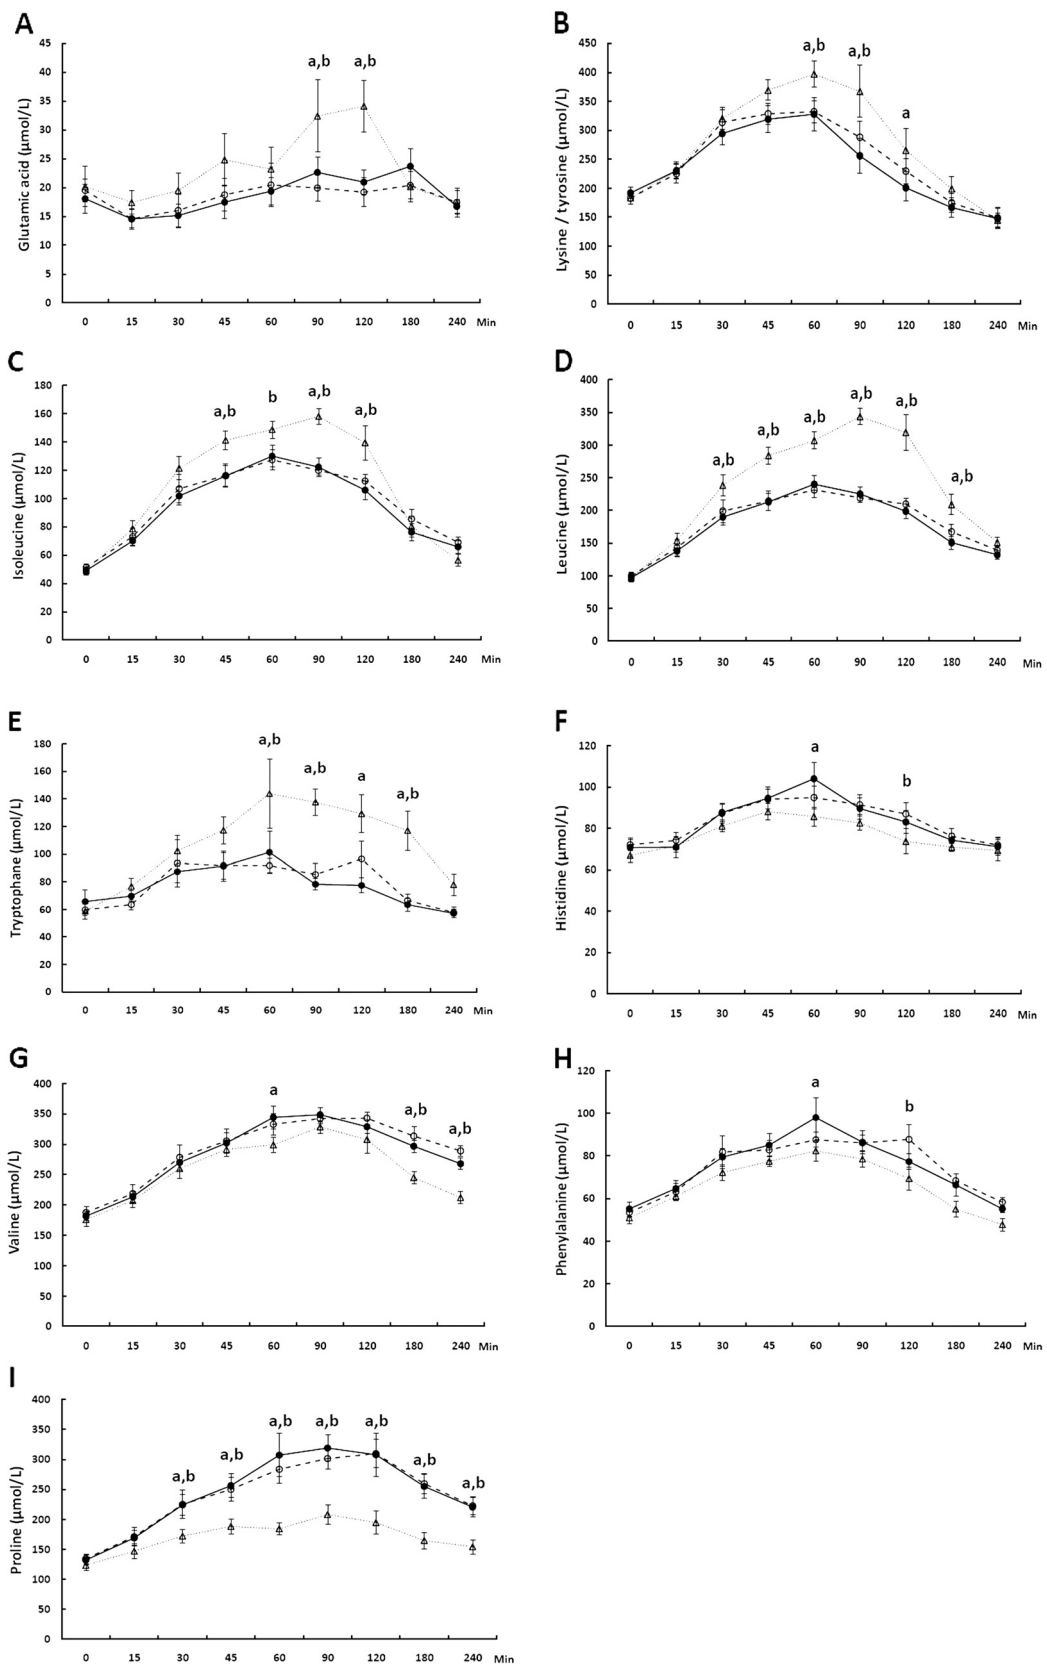 A
Glutamic acid (µmol/L)
45
40
35
30
25
20
15
10
5
0
a,b a,b
0 15 30 45 60 90 120 180 240 Min
B
Lysine / tyrosine (µmol/L)
450
400
350
300
250
200
150
100
50
0
a,b a,b a
0 15 30 45 60 90 120 180 240 Min
C
Isoleucine (µmol/L)
180
160
140
120
100
80
60
40
20
0
a,b b a,b a,b
0 15 30 45 60 90 120 180 240 Min
D
Leucine (µmol/L)
400
350
300
250
200
150
100
50
0
a,b a,b a,b a,b a,b a,b
0 15 30 45 60 90 120 180 240 Min
E
Tryptophane (µmol/L)
180
160
140
120
100
80
60
40
20
0
a,b a,b a a,b
0 15 30 45 60 90 120 180 240 Min
F
Histidine (µmol/L)
120
100
80
60
40
20
0
a b
0 15 30 45 60 90 120 180 240 Min
G
Valine (µmol/L)
400
350
300
250
200
150
100
50
0
a a,b a,b
0 15 30 45 60 90 120 180 240 Min
H
Phenylalanine (µmol/L)
120
100
80
60
40
20
0
a b
0 15 30 45 60 90 120 180 240 Min
I
Proline (µmol/L)
400
350
300
250
200
150
100
50
0
a,b a,b a,b a,b a,b a,b a,b
0 15 30 45 60 90 120 180 240 Min